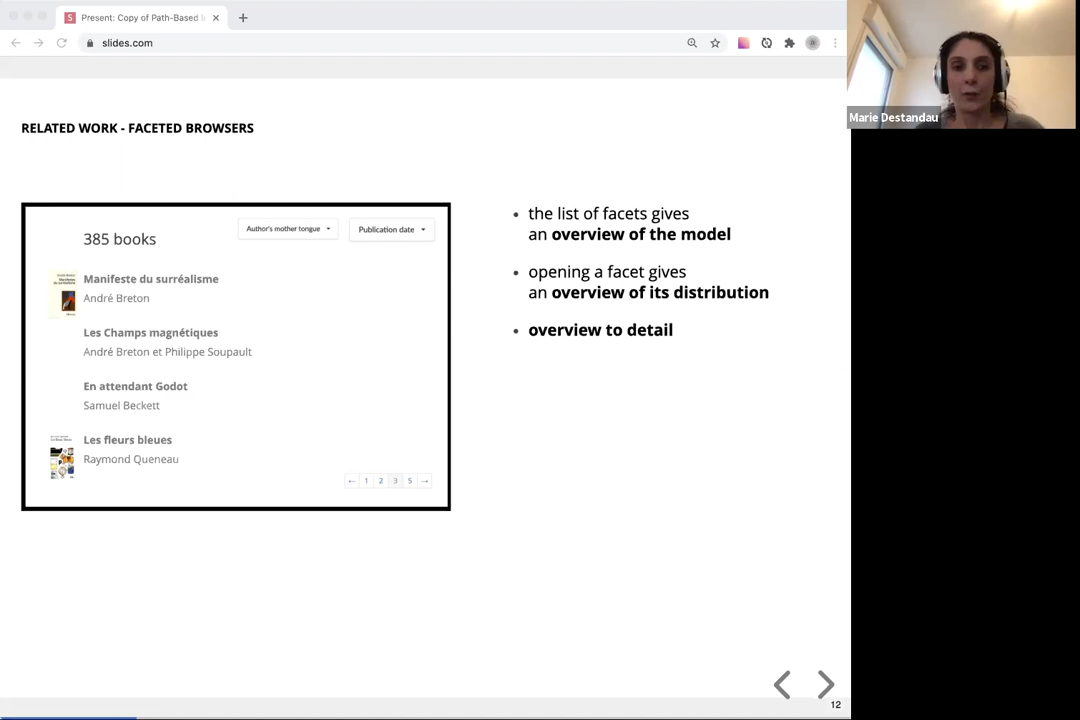 Present: Copy of Path-Based I
slides.com
Marie Destandau
RELATED WORK - FACETED BROWSERS
385 books
Author's mother tongue
Publication date
Manifeste du surréalisme
André Breton
Les Champs magnétiques
André Breton et Philippe Soupault
En attendant Godot
Samuel Beckett
Les fleurs bleues
Raymond Queneau
← 1 2 3 5 →
• the list of facets gives
an overview of the model
• opening a facet gives
an overview of its distribution
• overview to detail
12